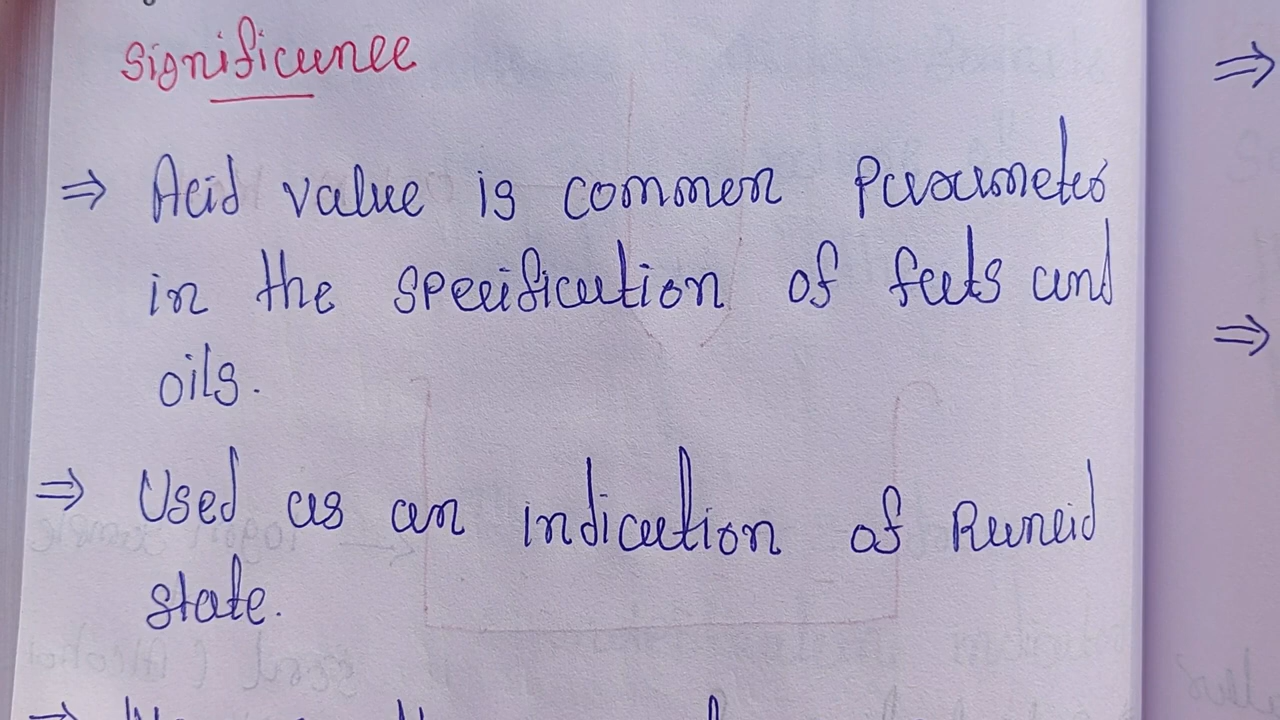 Significance
⇒ Acid value is common Parameter
in the specification of fats and
oils.
⇒ Used as an indication of Rancid
state.